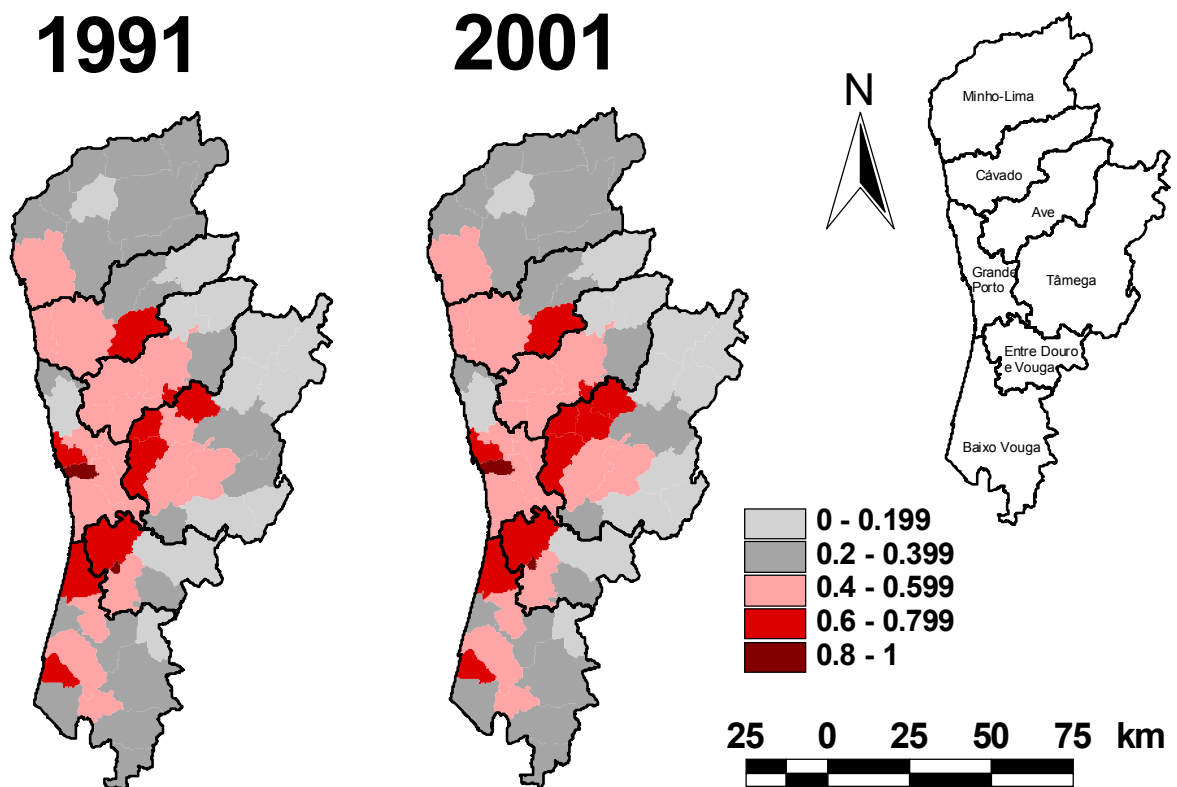 1991
2001
N
Minho-Lima
Cávado
Ave
Grande
Porto
Tâmega
Entre Douro
e Vouga
Baixo Vouga
0 - 0.199
0.2 - 0.399
0.4 - 0.599
0.6 - 0.799
0.8 - 1
25 0 25 50 75 km